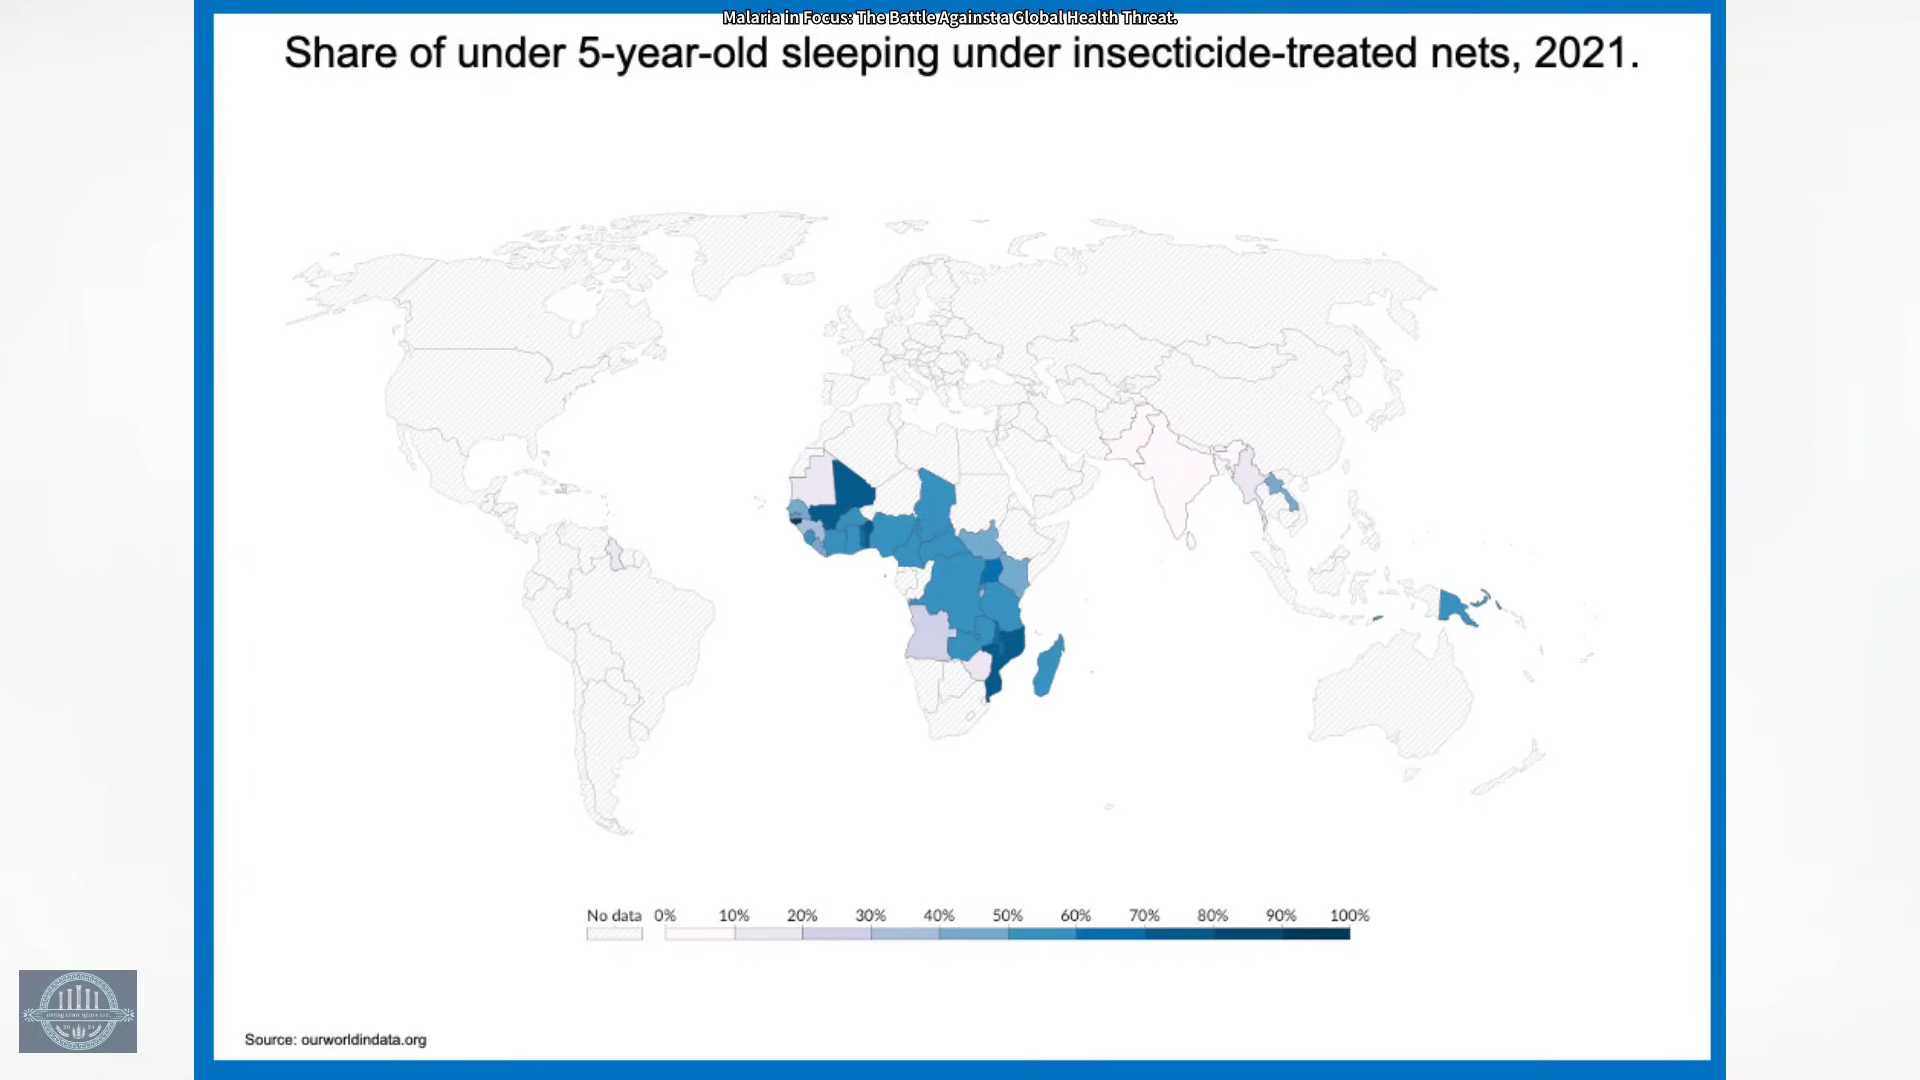 Malaria in Focus: The Battle Against a Global Health Threat.
Share of under 5-year-old sleeping under insecticide-treated nets, 2021.
No data 0% 10% 20% 30% 40% 50% 60% 70% 80% 90% 100%
Source: ourworldindata.org